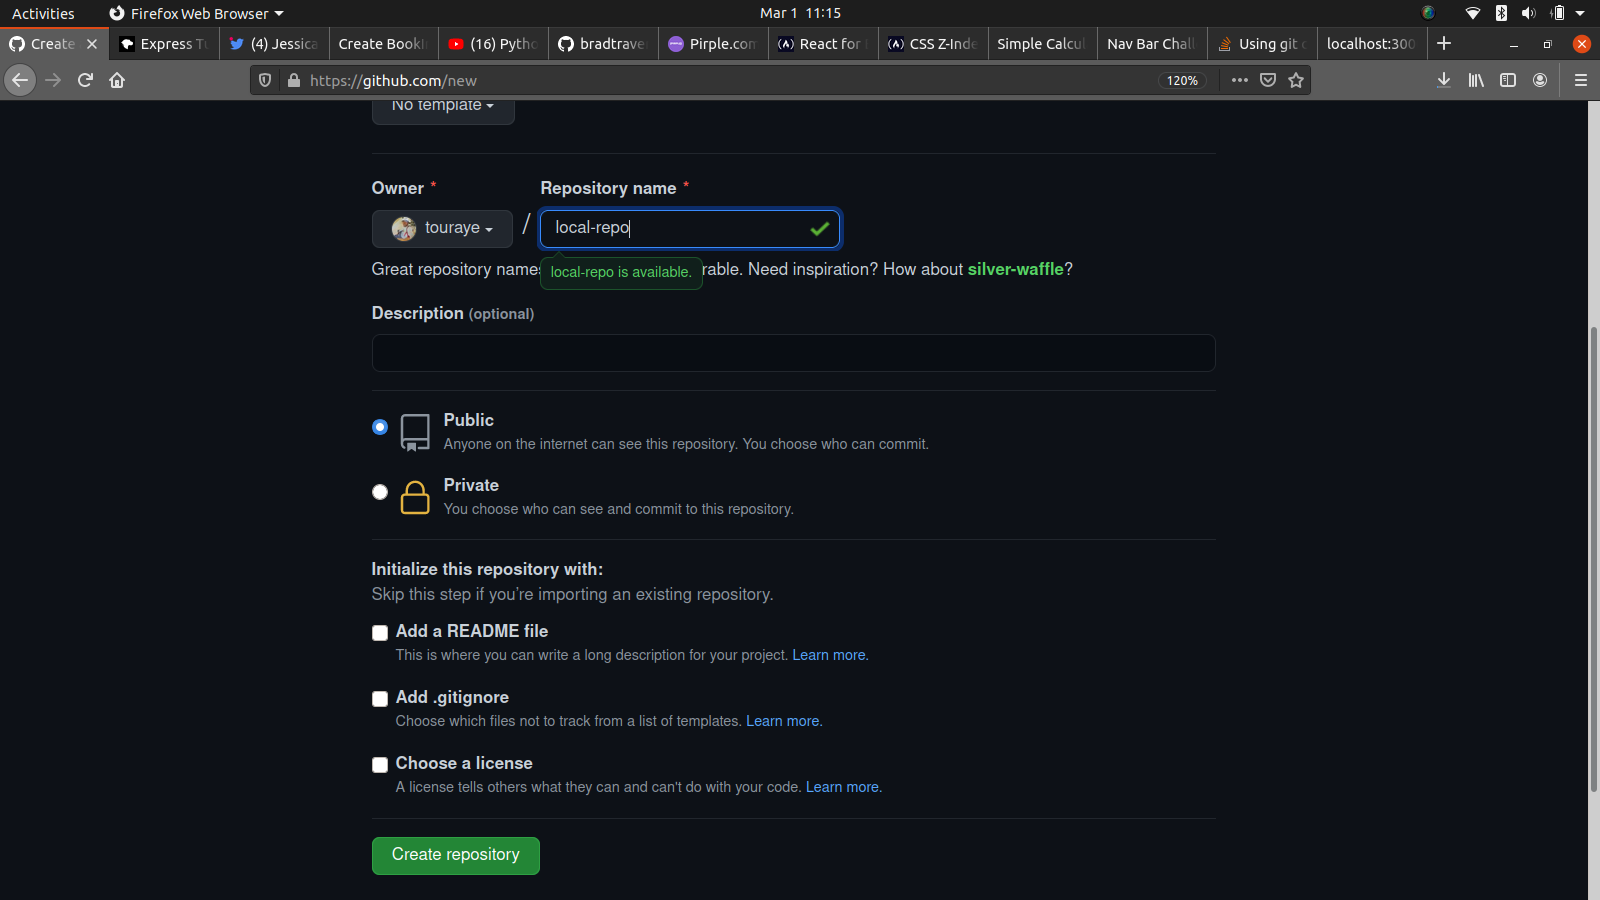 Activities Firefox Web Browser Mar 1 11:15
Create Express Tu (4) Jessica Create Booki (16) Pytho bradtrave Pirple.com React for CSS Z-Inde Simple Calcul Nav Bar Chall Using git localhost:300
https://github.com/new 120%
No template
Owner * Repository name *
touraye / local-repo
Great repository names rable. Need inspiration? How about silver-waffle?
local-repo is available.
Description (optional)
Public
Anyone on the internet can see this repository. You choose who can commit.
Private
You choose who can see and commit to this repository.
Initialize this repository with:
Skip this step if you're importing an existing repository.
Add a README file
This is where you can write a long description for your project. Learn more.
Add .gitignore
Choose which files not to track from a list of templates. Learn more.
Choose a license
A license tells others what they can and can't do with your code. Learn more.
Create repository